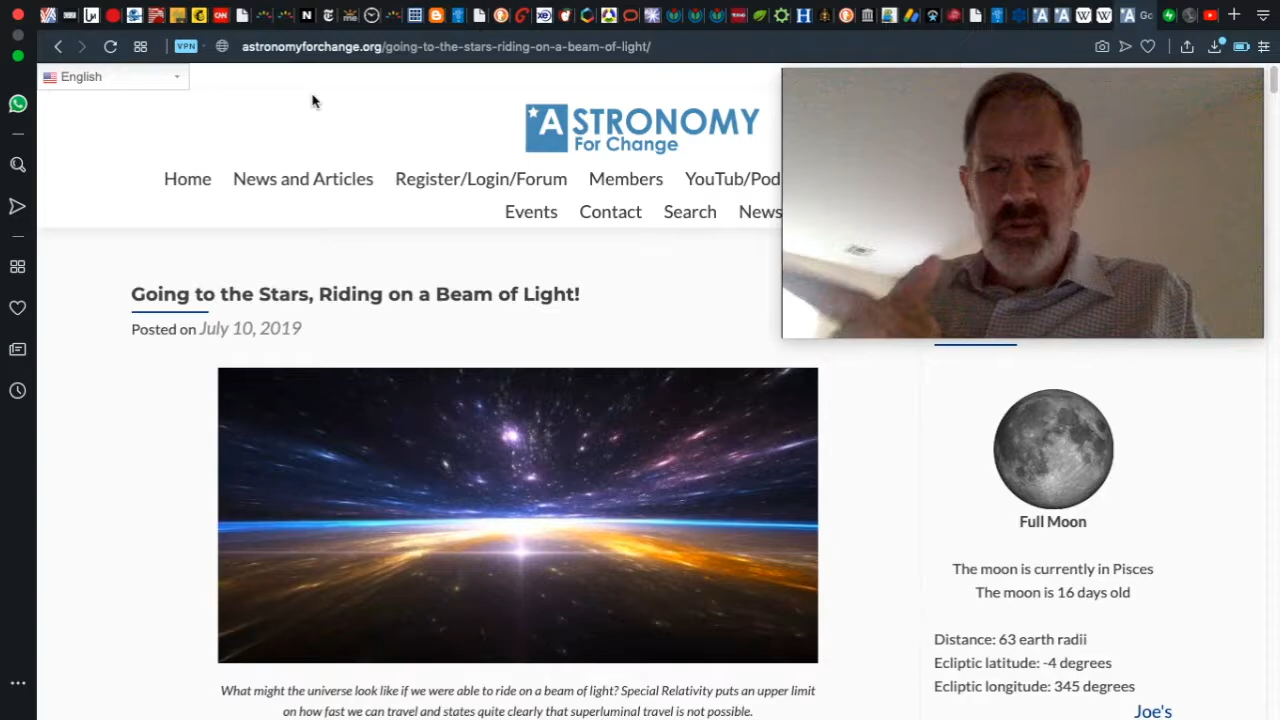 VPN
astronomyforchange.org/going-to-the-stars-riding-on-a-beam-of-light/
English
ASTRONOMY
For Change
Home News and Articles Register/Login/Forum Members YouTub/Pod
Events Contact Search News
Going to the Stars, Riding on a Beam of Light!
Posted on July 10, 2019
Full Moon
The moon is currently in Pisces
The moon is 16 days old
Distance: 63 earth radii
Ecliptic latitude: -4 degrees
Ecliptic longitude: 345 degrees
Joe's
What might the universe look like if we were able to ride on a beam of light? Special Relativity puts an upper limit
on how fast we can travel and states quite clearly that superluminal travel is not possible.